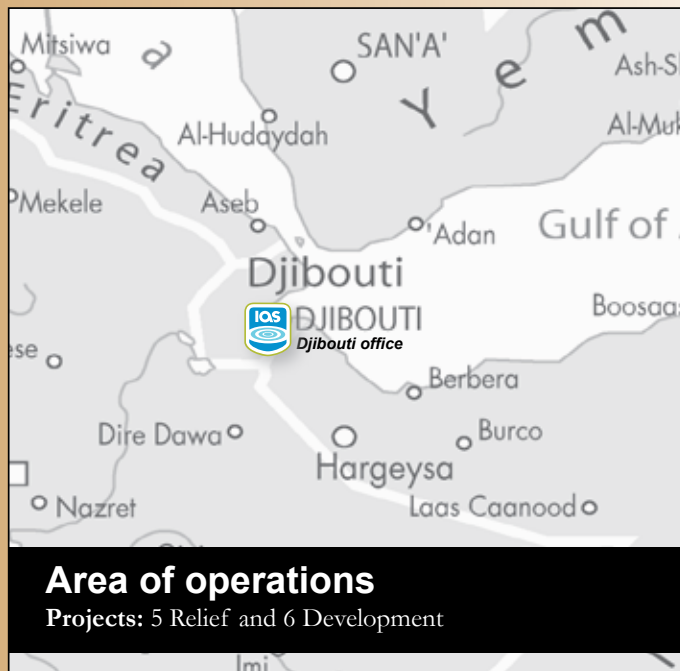 Mitsiwa
a
SAN'A'
Yem
Ash-Sh
Eritrea
Al-Hudaydah
Al-Muk
Mekele
Aseb
'Adan
Gulf of
Djibouti
IAS
DJIBOUTI
Djibouti office
Boosaas
ese
Berbera
Dire Dawa
Burco
Hargeysa
Nazret
Laas Caanood
Area of operations
Projects: 5 Relief and 6 Development
Imi